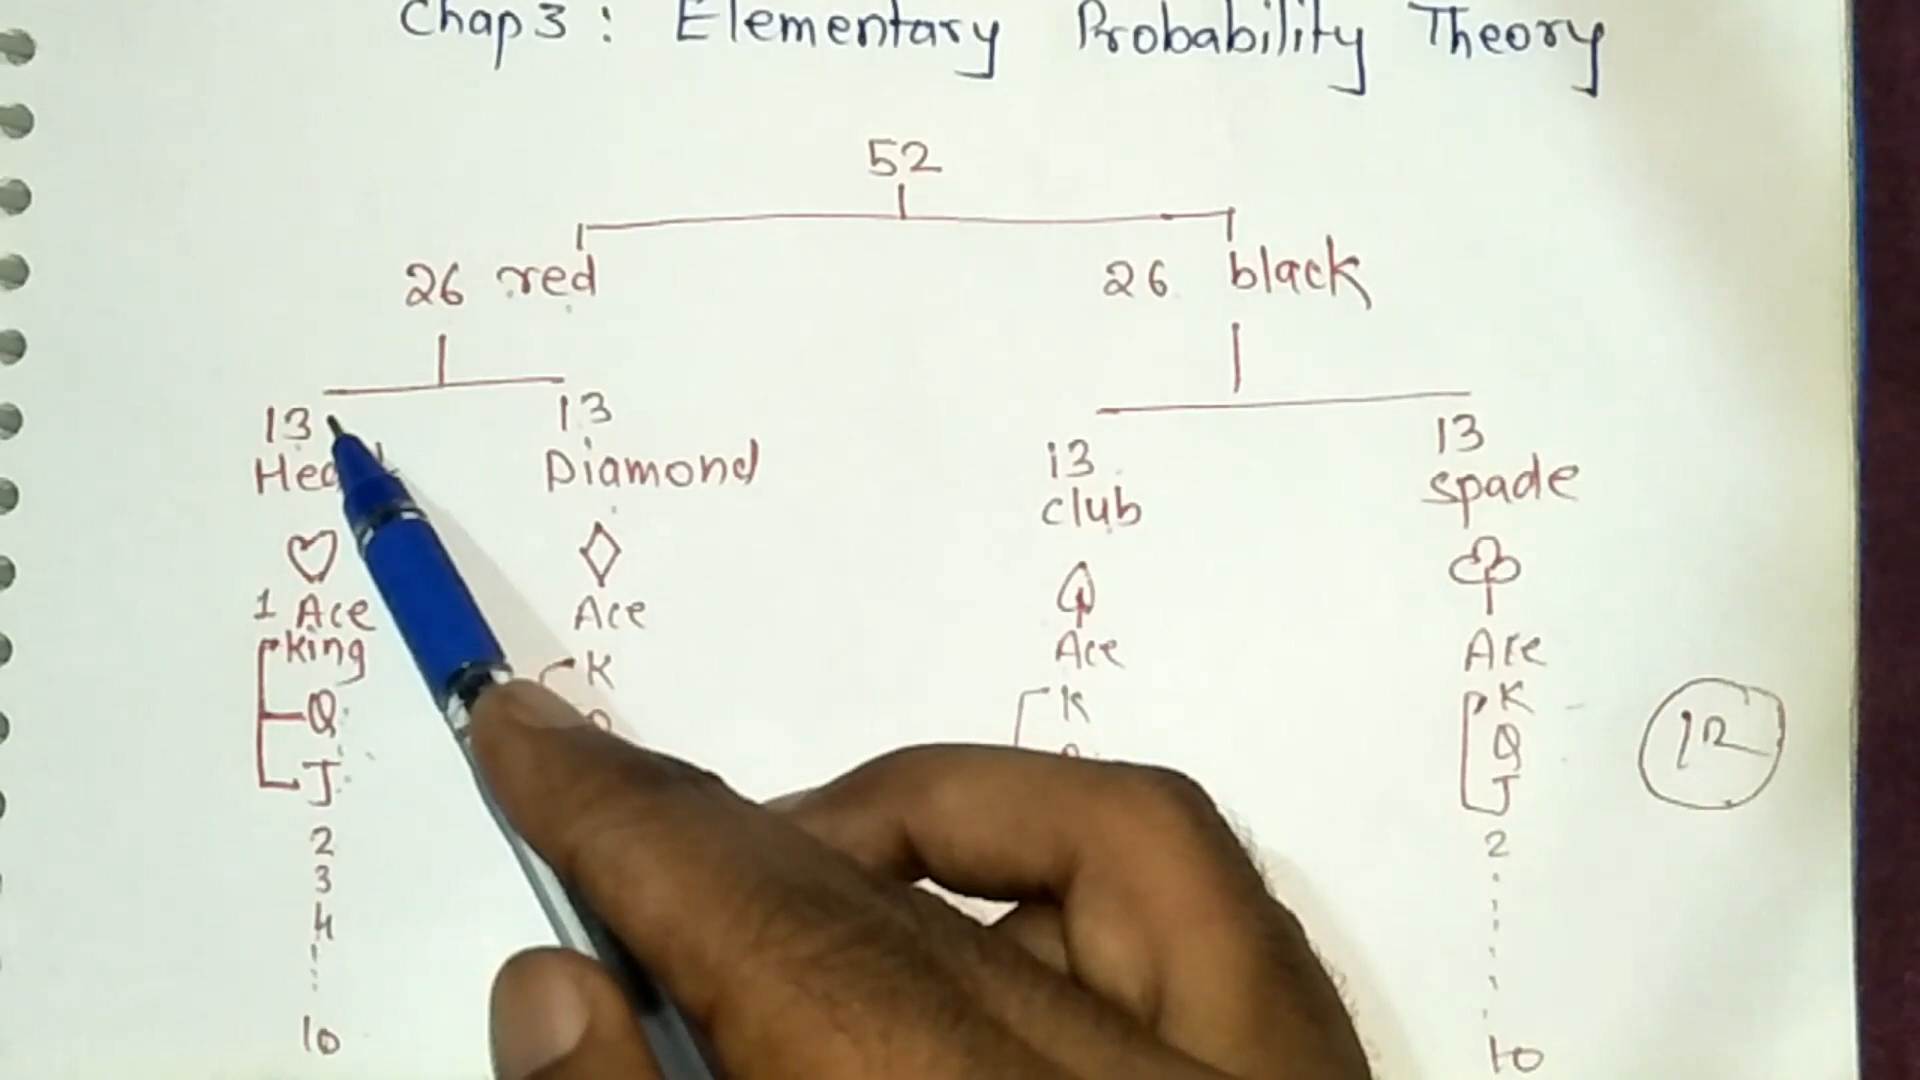 Chap 3 : Elementary Probability Theory
52
26 red
26 black
13
13
13
13
Diamond
club
spade
1 Ace
Ace
Ace
Ace
King
K
K
K
Q
Q
J
J
12
2
2
3
4
10
10